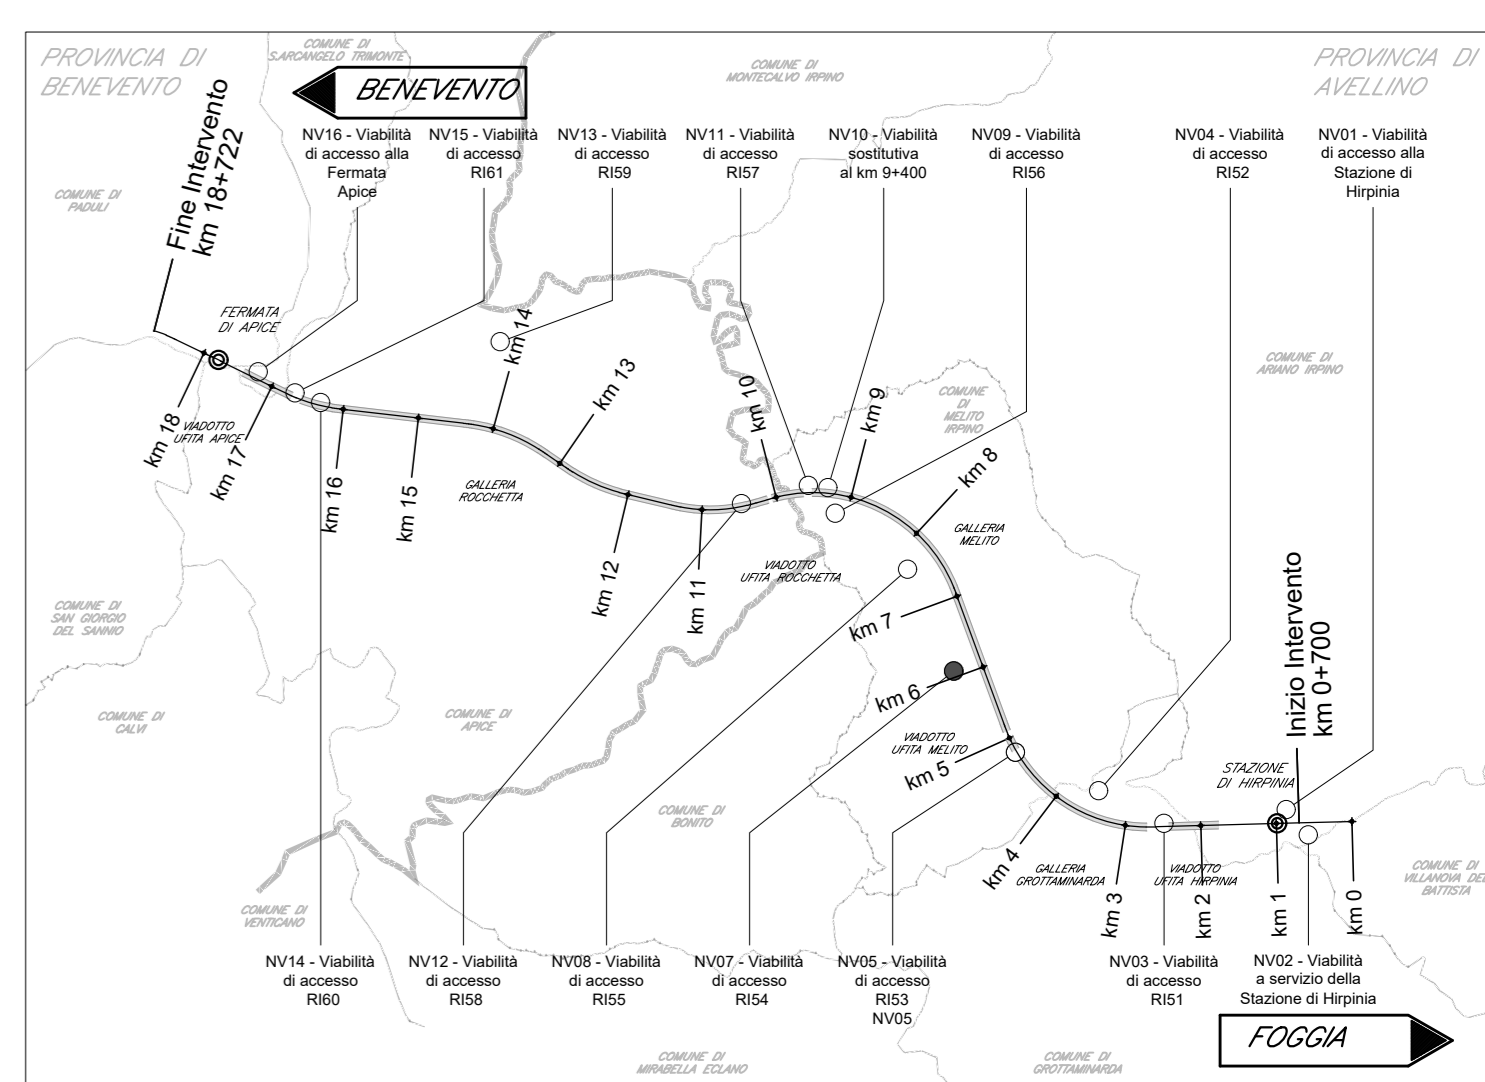 PROVINCIA DI
BENEVENTO
COMUNE DI
S.ARCANGELO TRIMONTE
COMUNE DI
MONTECALVO IRPINO
PROVINCIA DI
AVELLINO
BENEVENTO
NV16 - Viabilità
di accesso alla
Fermata
Apice
NV15 - Viabilità
di accesso
RI61
NV13 - Viabilità
di accesso
RI59
NV11 - Viabilità
di accesso
RI57
NV10 - Viabilità
sostitutiva
al km 9+400
NV09 - Viabilità
di accesso
RI56
NV04 - Viabilità
di accesso
RI52
NV01 - Viabilità
di accesso alla
Stazione di
Hirpinia
Fine Intervento
km 18+722
COMUNE DI
PADULI
FERMATA
DI APICE
COMUNE DI
ARIANO IRPINO
COMUNE
DI
MELITO
IRPINO
km 18
VIADOTTO
UFITA APICE
km 17
km 16
km 15
km 14
km 13
GALLERIA
ROCCHETTA
km 12
km 11
km 10
km 9
km 8
GALLERIA
MELITO
VIADOTTO
UFITA ROCCHETTA
km 7
km 6
VIADOTTO
UFITA MELITO
km 5
km 4
GALLERIA
GROTTAMINARDA
km 3
VIADOTTO
UFITA HIRPINIA
km 2
km 1
km 0
STAZIONE
DI HIRPINIA
Inizio Intervento
km 0+700
COMUNE DI
SAN GIORGIO
DEL SANNIO
COMUNE DI
CALVI
COMUNE DI
APICE
COMUNE DI
BONITO
COMUNE DI
VENTICANO
COMUNE DI
VILLANOVA DEL
BATTISTA
NV14 - Viabilità
di accesso
RI60
NV12 - Viabilità
di accesso
RI58
NV08 - Viabilità
di accesso
RI55
NV07 - Viabilità
di accesso
RI54
NV05 - Viabilità
di accesso
RI53
NV05
NV03 - Viabilità
di accesso
RI51
NV02 - Viabilità
a servizio della
Stazione di Hirpinia
FOGGIA
COMUNE DI
MIRABELLA ECLANO
COMUNE DI
GROTTAMINARDA